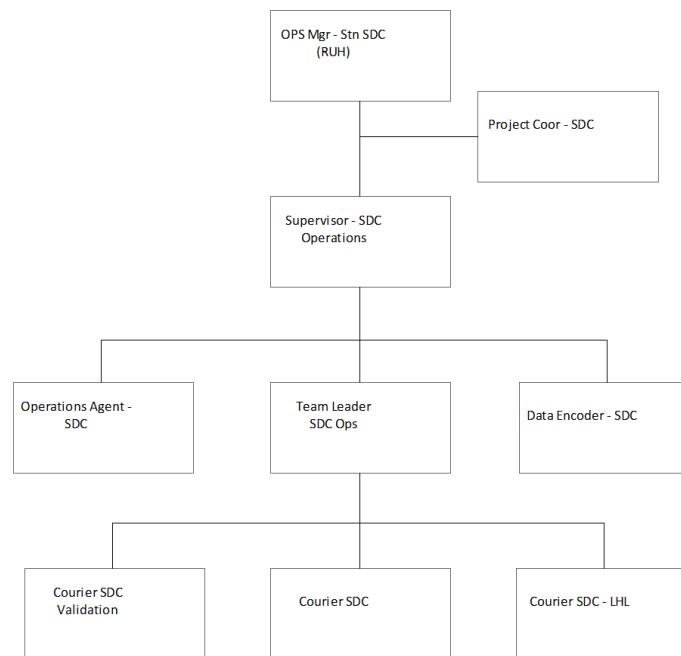 OPS Mgr - Stn SDC
(RUH)
Project Coor - SDC
Supervisor - SDC
Operations
Operations Agent -
SDC
Team Leader
SDC Ops
Data Encoder - SDC
Courier SDC
Validation
Courier SDC
Courier SDC - LHL